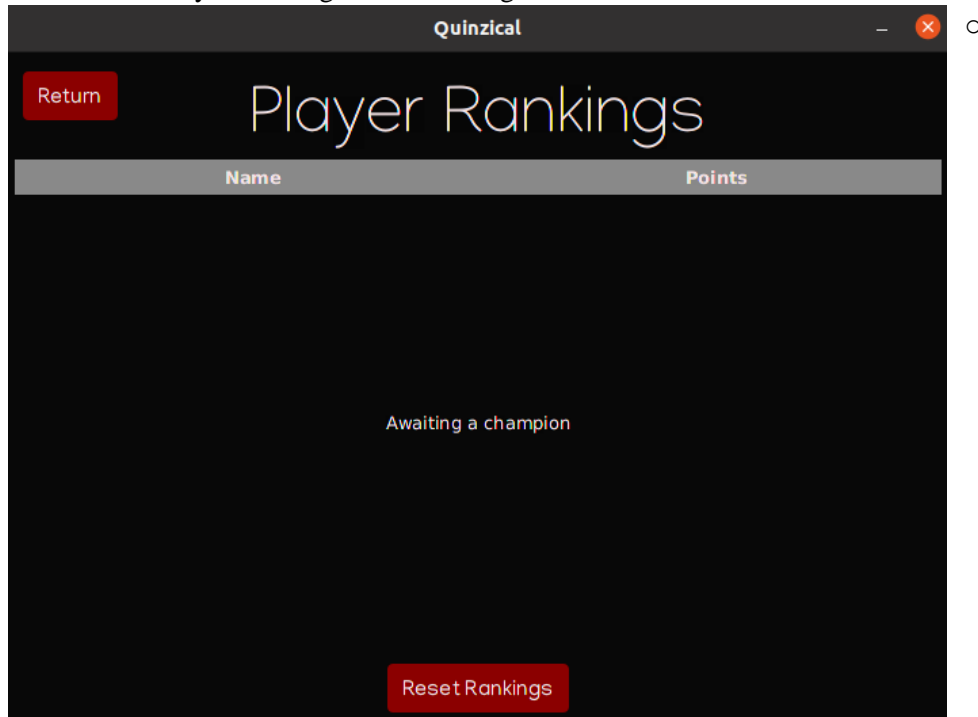 Quinzical
Return
Player Rankings
Name Points
Awaiting a champion
Reset Rankings